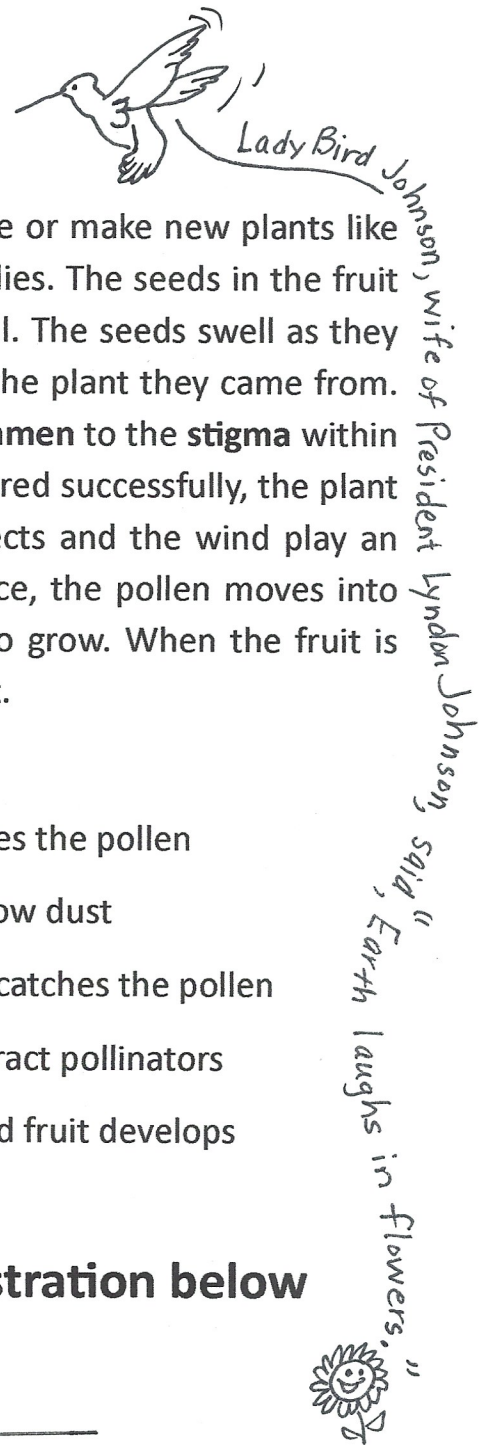 Lady Bird Johnson, wife of President Lyndon Johnson, said, "Earth laughs in flowers."
e or make new plants like
lies. The seeds in the fruit
l. The seeds swell as they
he plant they came from.
men to the stigma within
red successfully, the plant
ects and the wind play an
ce, the pollen moves into
o grow. When the fruit is
t.
es the pollen
ow dust
catches the pollen
ract pollinators
d fruit develops
stration below